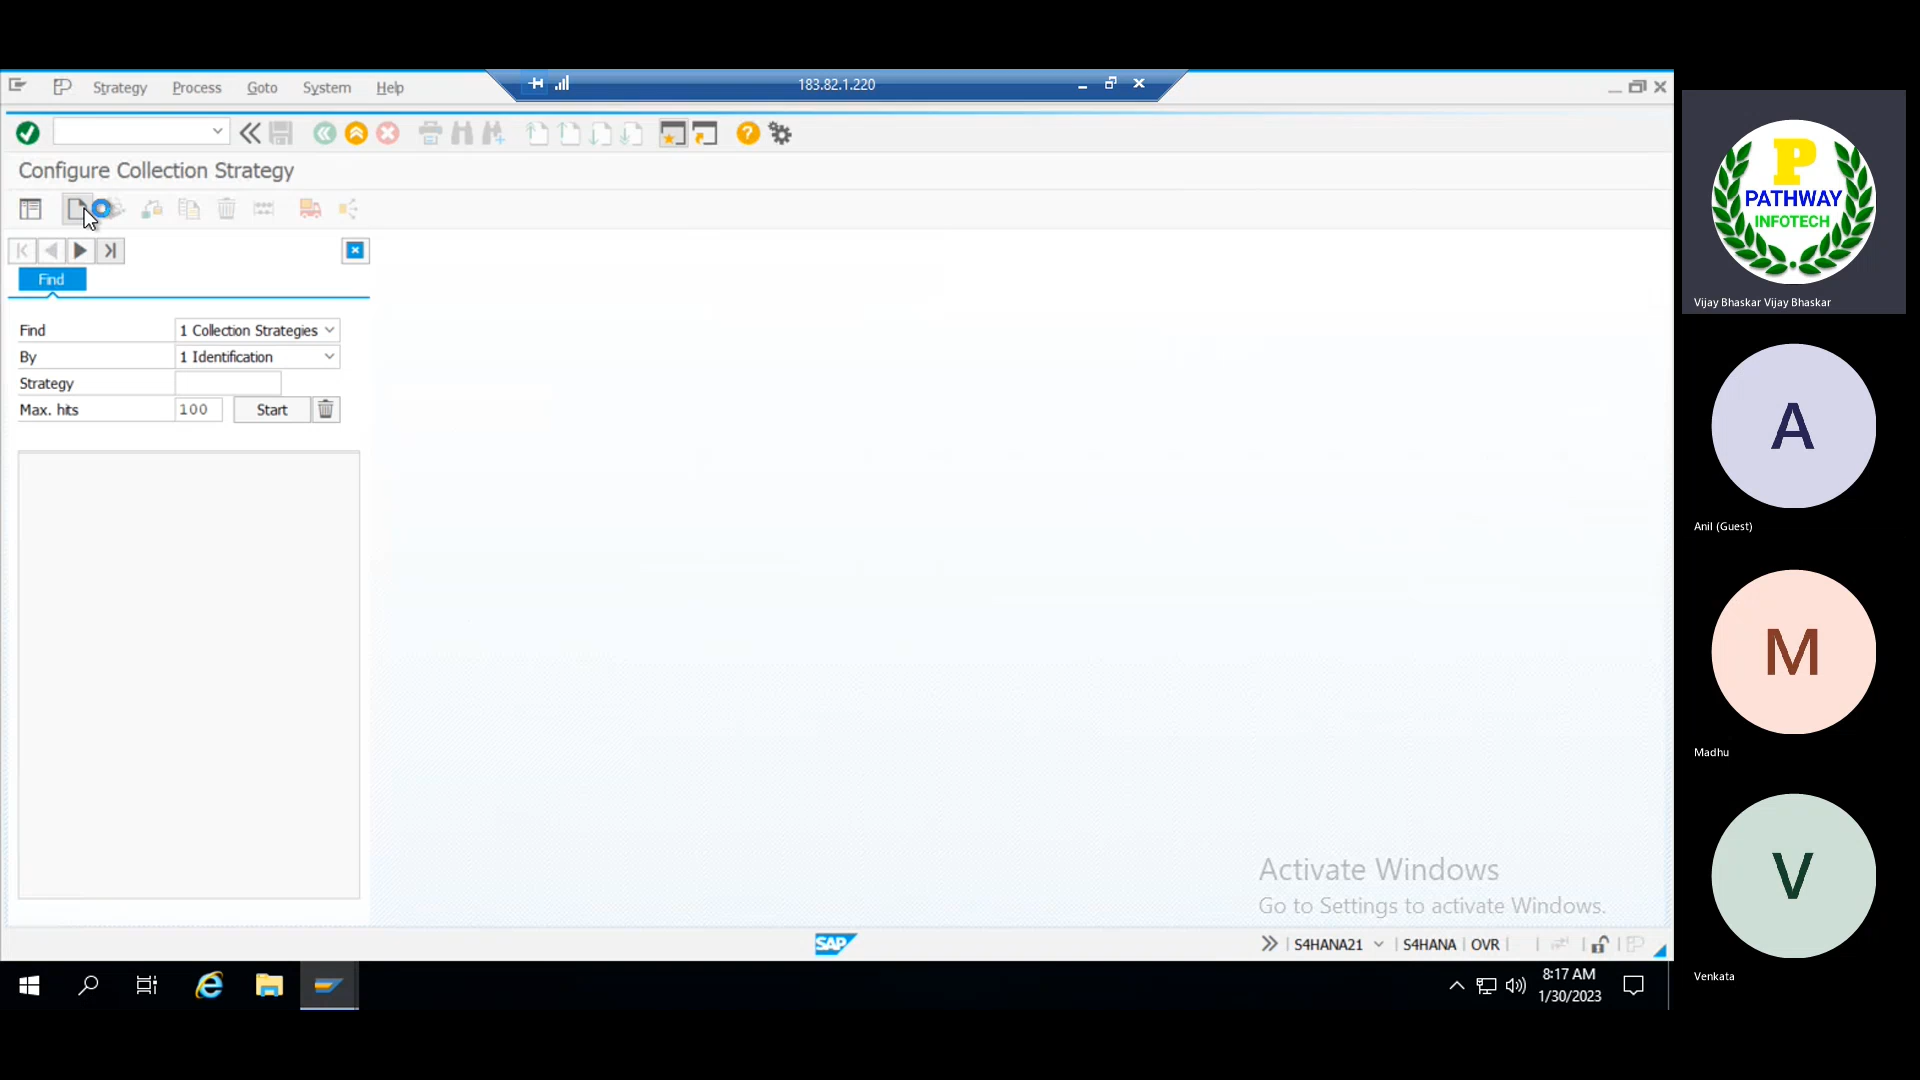 183.82.1.220
Strategy Process Goto System Help
Configure Collection Strategy
Find
Find 1 Collection Strategies
By 1 Identification
Strategy
Max. hits 100 Start
Activate Windows
Go to Settings to activate Windows.
SAP
S4HANA21 S4HANA OVR
8:17 AM
1/30/2023
P
PATHWAY
INFOTECH
Vijay Bhaskar Vijay Bhaskar
A
Anil (Guest)
M
Madhu
V
Venkata